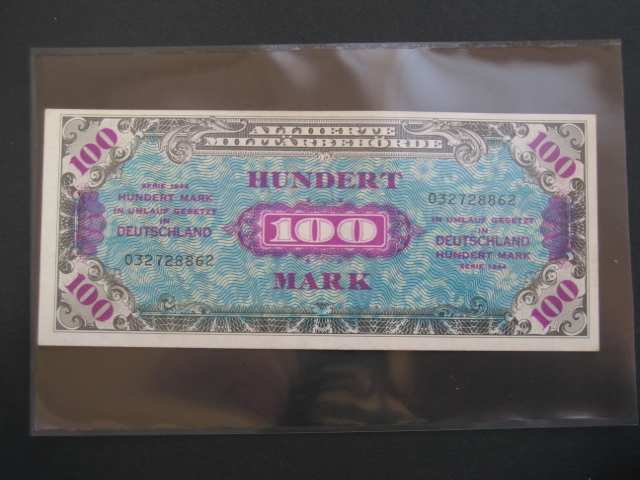 ALLIIERTE
MILITÄRBEHÖRDE
100
100
SERIE 1944
HUNDERT MARK
IN UMLAUF GESETZT
IN
DEUTSCHLAND
032728862
HUNDERT
100
MARK
032728862
IN UMLAUF GESETZT
IN
DEUTSCHLAND
HUNDERT MARK
SERIE 1944
100
100